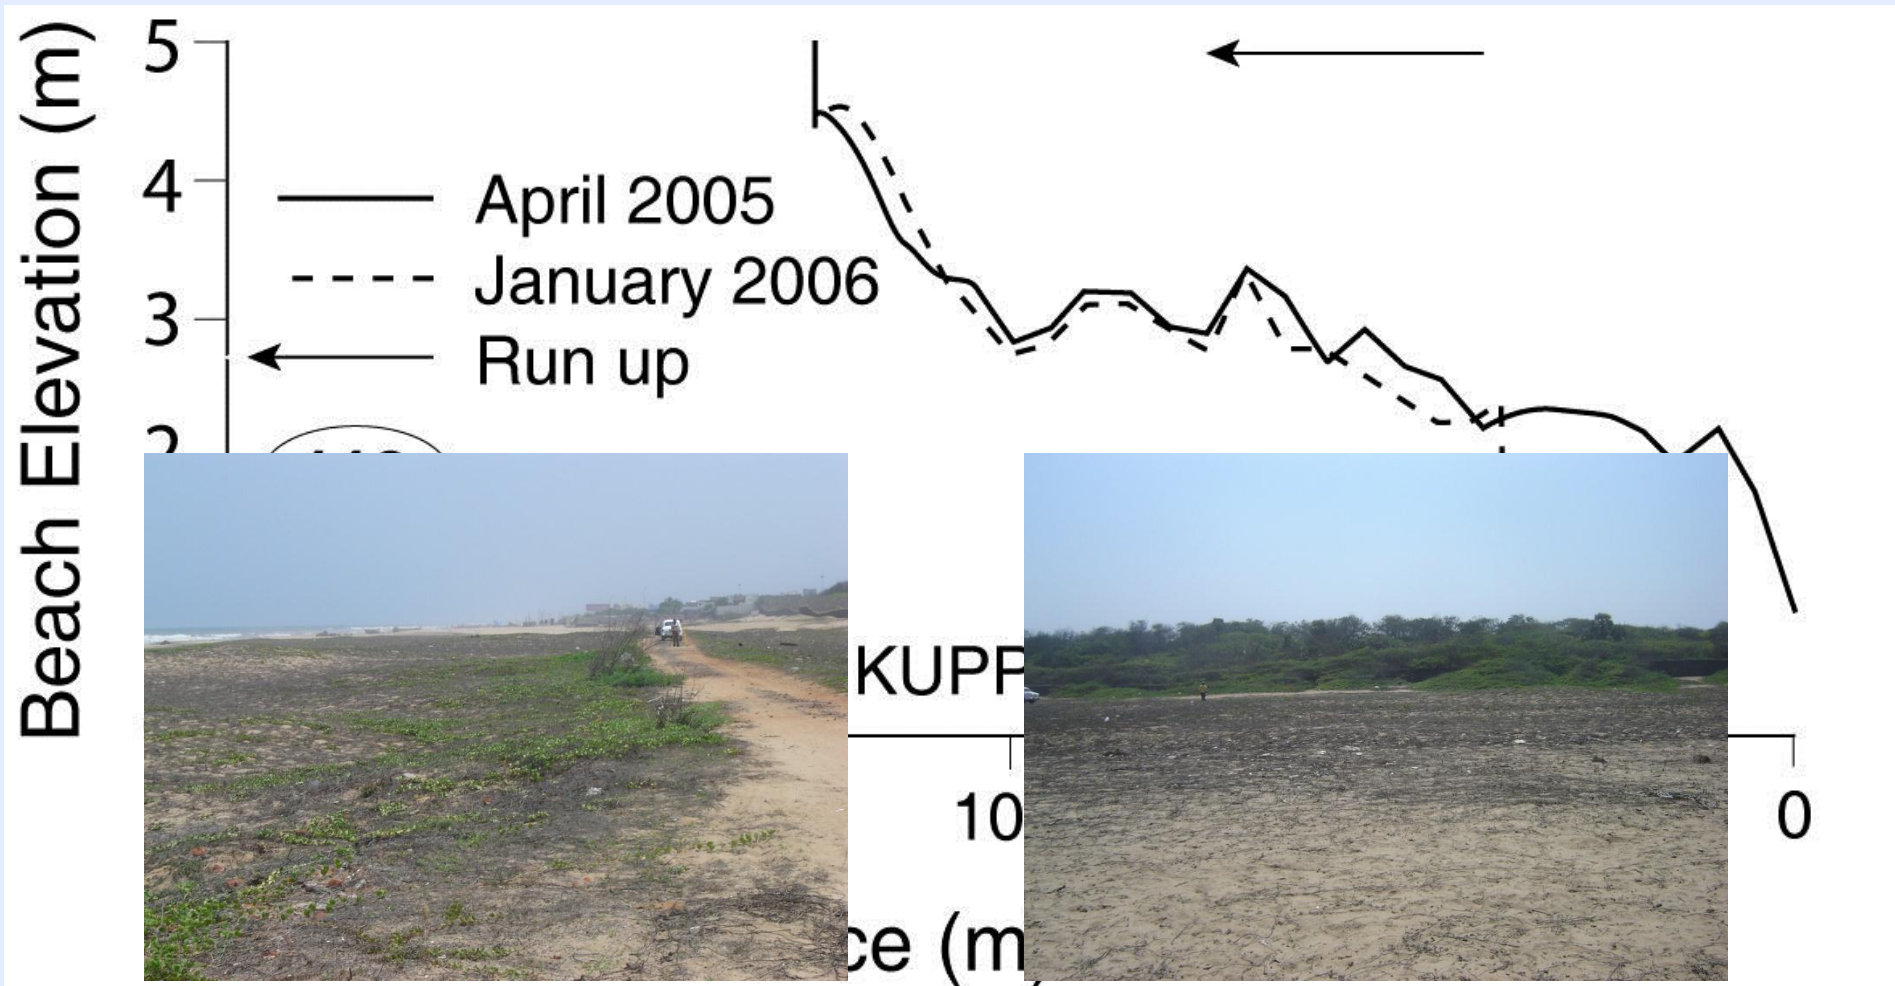 Beach Elevation (m)
5
4
3
2
April 2005
January 2006
Run up
KUPP
10
0
ce (m